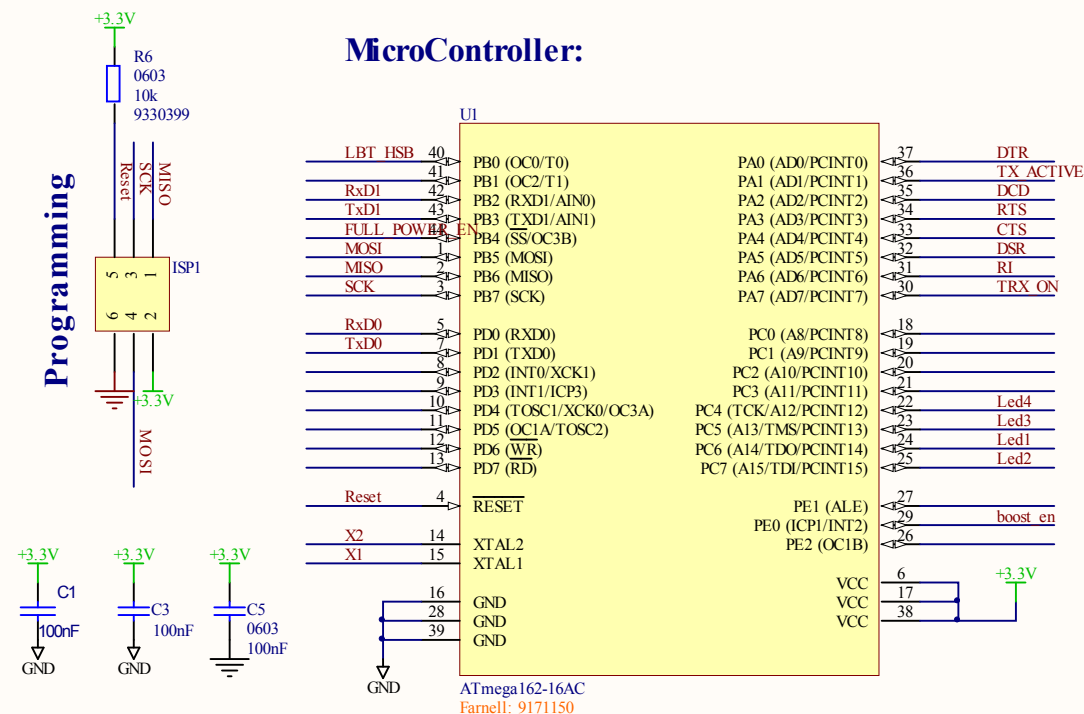 MicroController:
+3.3V
R6
0603
10k
9330399
Programming
Reset
SCK
MISO
ISP1
5 3 1
6 4 2
+3.3V
MOSI
+3.3V
C1
100nF
GND
+3.3V
C3
100nF
GND
+3.3V
C5
0603
100nF
U1
LBT_HSB 40 PB0 (OC0/T0)
41 PB1 (OC2/T1)
RxD1 42 PB2 (RXD1/AIN0)
TxD1 43 PB3 (TXD1/AIN1)
FULL_POWER_EN 44 PB4 (SS/OC3B)
MOSI 1 PB5 (MOSI)
MISO 2 PB6 (MISO)
SCK 3 PB7 (SCK)
RxD0 5 PD0 (RXD0)
TxD0 7 PD1 (TXD0)
8 PD2 (INT0/XCK1)
9 PD3 (INT1/ICP3)
10 PD4 (TOSC1/XCK0/OC3A)
11 PD5 (OC1A/TOSC2)
12 PD6 (WR)
13 PD7 (RD)
Reset 4 RESET
X2 14 XTAL2
X1 15 XTAL1
16 GND
28 GND
39 GND
GND
PA0 (AD0/PCINT0) 37 DTR
PA1 (AD1/PCINT1) 36 TX_ACTIVE
PA2 (AD2/PCINT2) 35 DCD
PA3 (AD3/PCINT3) 34 RTS
PA4 (AD4/PCINT4) 33 CTS
PA5 (AD5/PCINT5) 32 DSR
PA6 (AD6/PCINT6) 31 RI
PA7 (AD7/PCINT7) 30 TRX_ON
PC0 (A8/PCINT8) 18
PC1 (A9/PCINT9) 19
PC2 (A10/PCINT10) 20
PC3 (A11/PCINT11) 21
PC4 (TCK/A12/PCINT12) 22 Led4
PC5 (A13/TMS/PCINT13) 23 Led3
PC6 (A14/TDO/PCINT14) 24 Led1
PC7 (A15/TDI/PCINT15) 25 Led2
PE1 (ALE) 27
PE0 (ICP1/INT2) 29 boost_en
PE2 (OC1B) 26
VCC 6
VCC 17
VCC 38
+3.3V
ATmega162-16AC
Farnell: 9171150